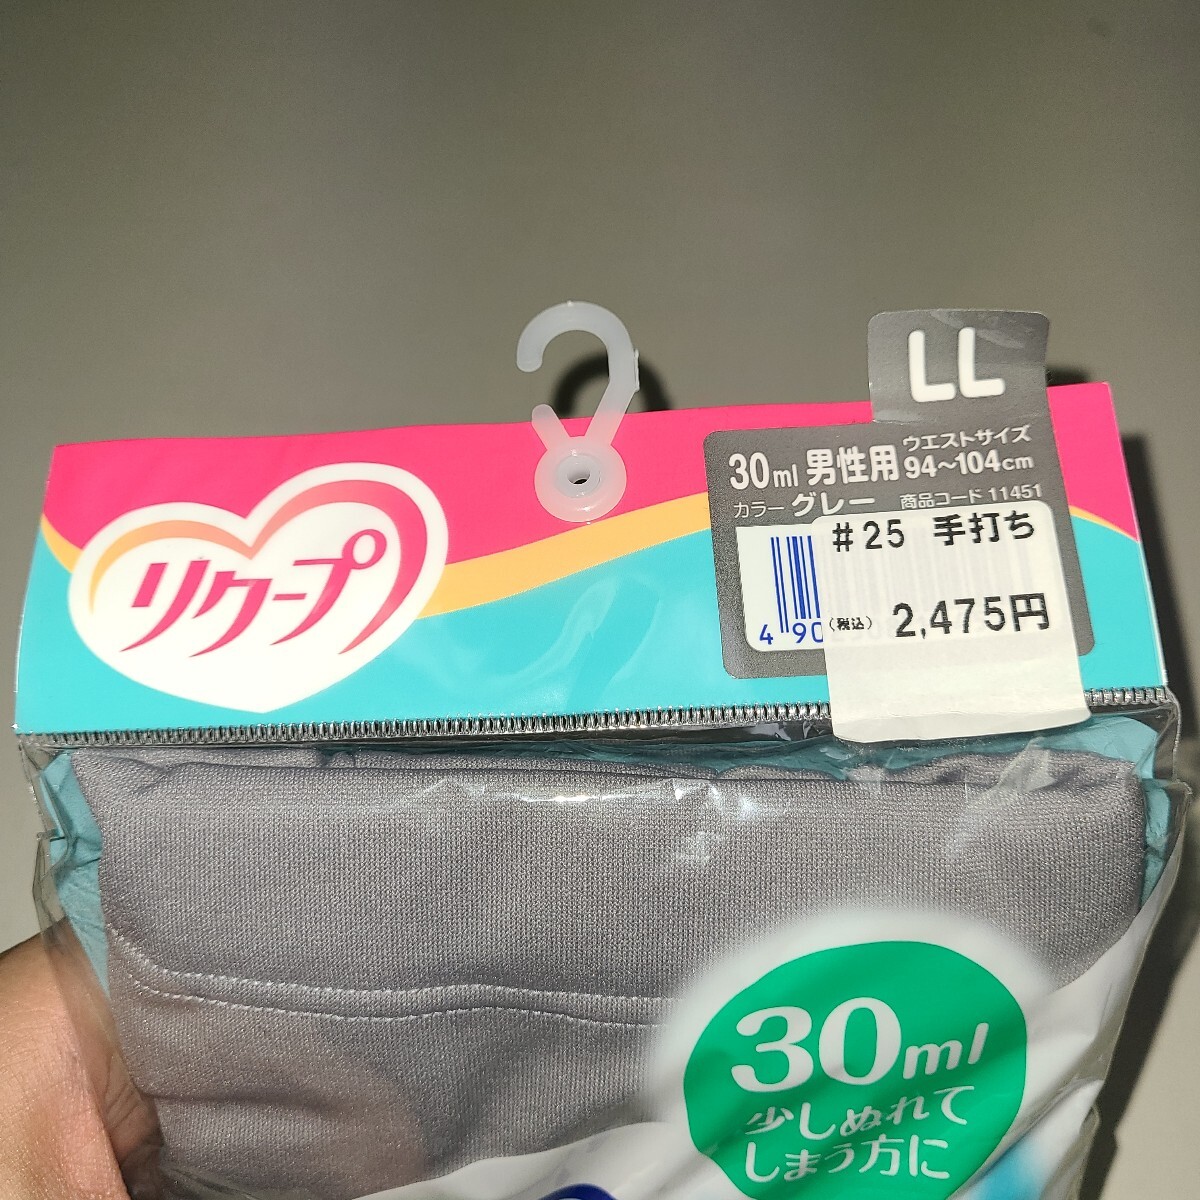 リクープ
LL
30ml 男性用 ウエストサイズ 94~104cm
カラー グレー 商品コード 11451
#25 手打ち
4 90
(税込) 2,475円
30ml
少しぬれて
しまう方に